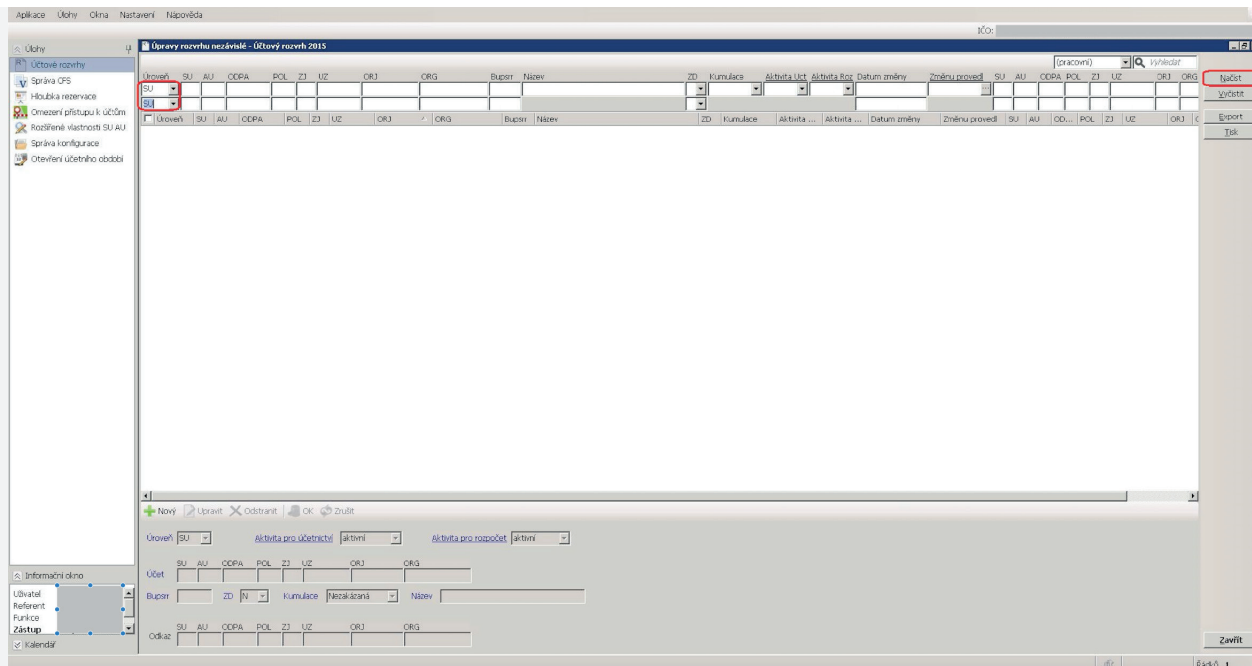 Aplikace Úlohy Okna Nastavení Nápověda
IČO:
Úlohy
Úpravy rozvrhu nezávislé - Účtový rozvrh 2015
Účtové rozvrhy
Správa CFS
Hloubka rezervace
Omezení přístupu k účtům
Rozšířené vlastnosti SU AU
Správa konfigurace
Otevření účetního období
(pracovní) Vyhledat
Úroveň SU AU ODPA POL ZJ UZ ORJ ORG Bupsrr Název ZD Kumulace Aktivita Uct Aktivita Roz Datum změny Změnu provedl SU AU ODPA POL ZJ UZ ORJ ORG
SU
SU
Úroveň SU AU ODPA POL ZJ UZ ORJ ORG Bupsrr Název ZD Kumulace Aktivita ... Aktivita ... Datum změny Změnu provedl SU AU OD... POL ZJ UZ ORJ
Načíst
Vyčistit
Export
Tisk
Nový Upravit Odstranit OK Zrušit
Úroveň SU Aktivita pro účetnictví aktivní Aktivita pro rozpočet aktivní
SU AU ODPA POL ZJ UZ ORJ ORG
Účet
Bupsrr ZD N Kumulace Nezakázaná Název
SU AU ODPA POL ZJ UZ ORJ ORG
Odkaz
Informační okno
Uživatel
Referent
Funkce
Zástup
Kalendář
Zavřít
Řádků 1